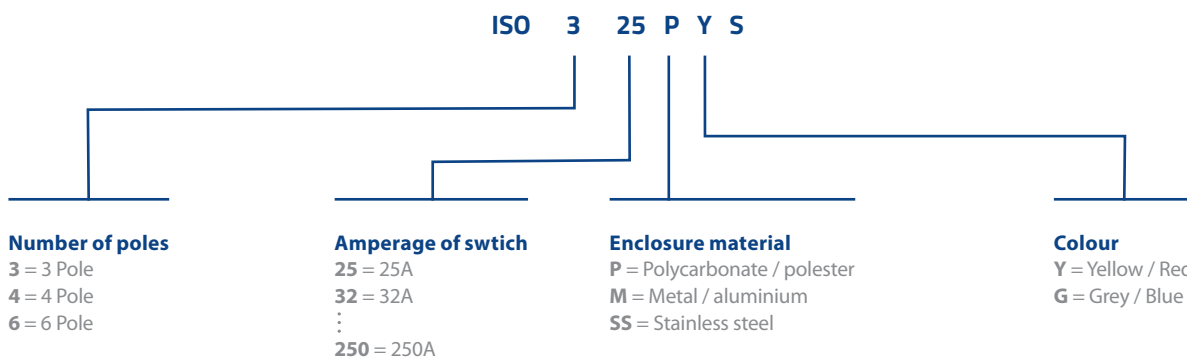 ISO 3 25 P Y S
Number of poles
3 = 3 Pole
4 = 4 Pole
6 = 6 Pole
Amperage of swtich
25 = 25A
32 = 32A
⋮
250 = 250A
Enclosure material
P = Polycarbonate / polester
M = Metal / aluminium
SS = Stainless steel
Colour
Y = Yellow / Red
G = Grey / Blue